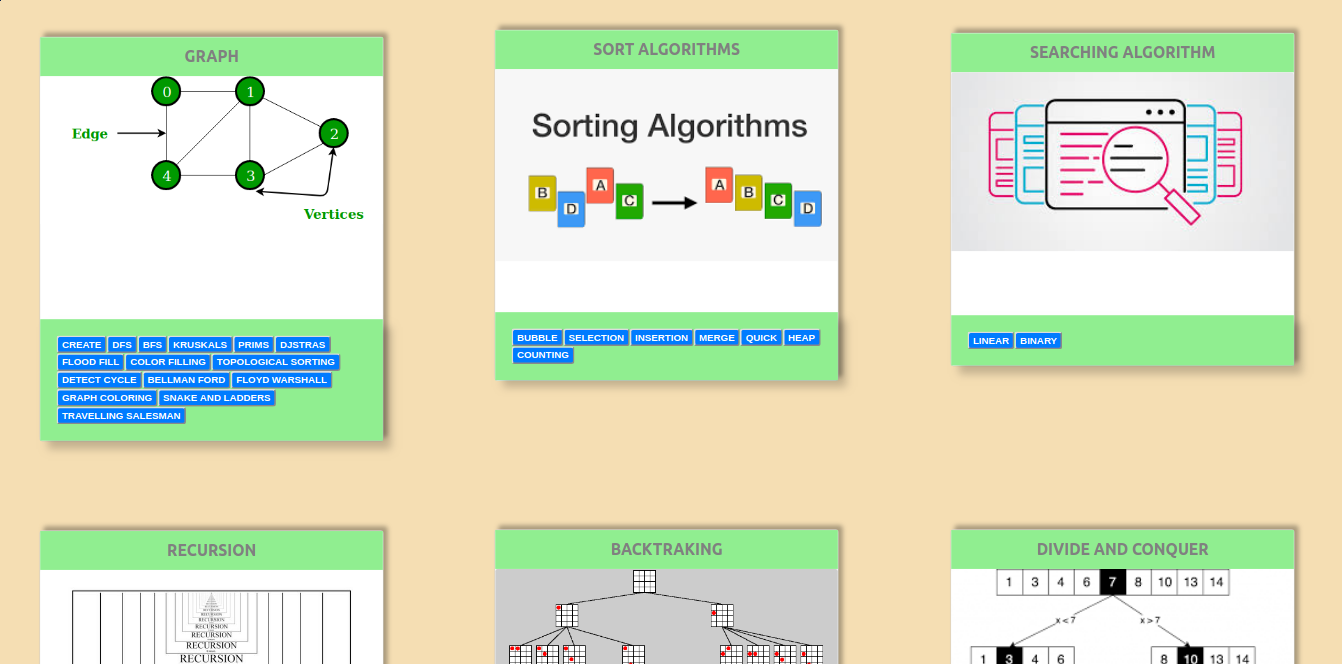 GRAPH
0 1
Edge
2
4 3
Vertices
CREATE DFS BFS KRUSKALS PRIMS DJSTRAS
FLOOD FILL COLOR FILLING TOPOLOGICAL SORTING
DETECT CYCLE BELLMAN FORD FLOYD WARSHALL
GRAPH COLORING SNAKE AND LADDERS
TRAVELLING SALESMAN
SORT ALGORITHMS
Sorting Algorithms
B D A C A B C D
BUBBLE SELECTION INSERTION MERGE QUICK HEAP
COUNTING
SEARCHING ALGORITHM
LINEAR BINARY
RECURSION
RECURSION
RECURSION
RECURSION
RECURSION
RECURSION
BACKTRAKING
DIVIDE AND CONQUER
1 3 4 6 7 8 10 13 14
x < 7 x > 7
1 3 4 6 8 10 13 14